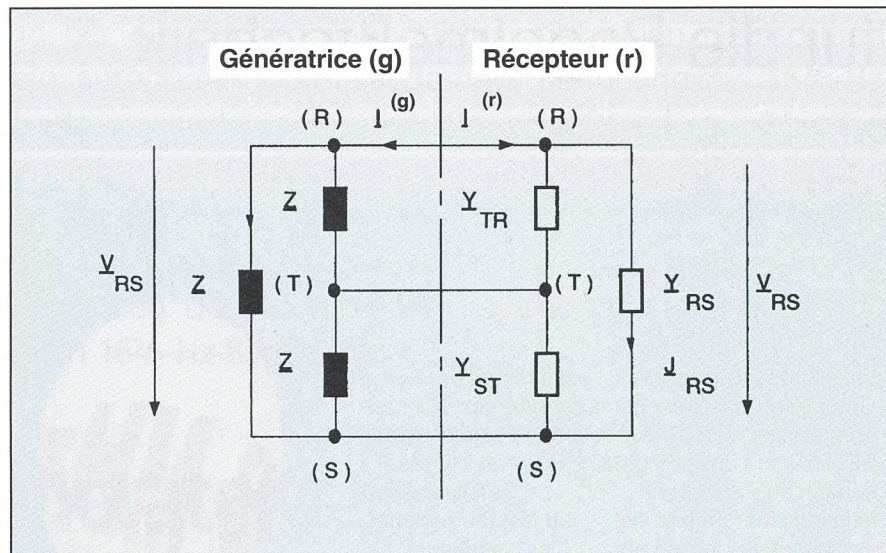 Génératrice (g) Récepteur (r)
I (g) I (r)
(R) (R)
Z Y TR
V RS Z (T) (T) Y RS V RS
Z Y ST J RS
(S) (S)